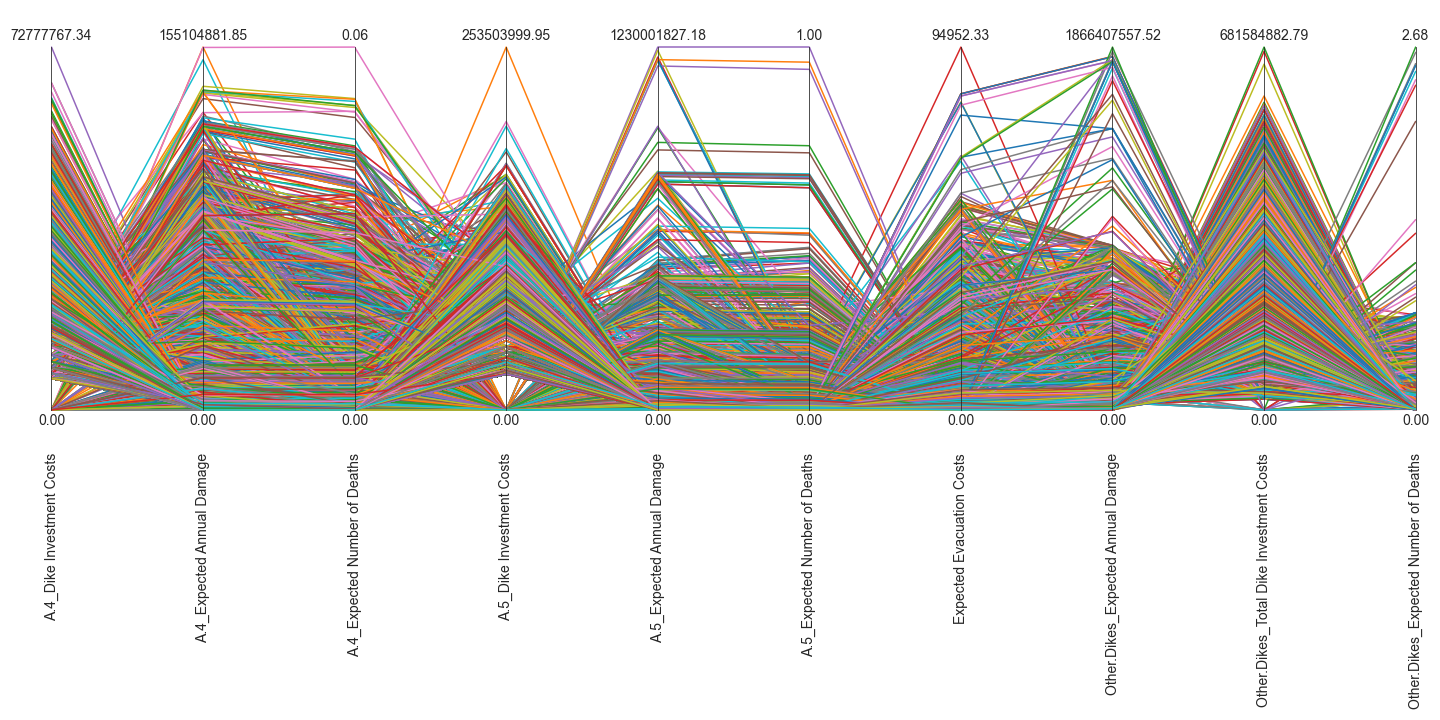 72777767.34 155104881.85 0.06 253503999.95 1230001827.18 1.00 94952.33 1866407557.52 681584882.79 2.68
0.00 0.00 0.00 0.00 0.00 0.00 0.00 0.00 0.00 0.00
A.4_Dike Investment Costs
A.4_Expected Annual Damage
A.4_Expected Number of Deaths
A.5_Dike Investment Costs
A.5_Expected Annual Damage
A.5_Expected Number of Deaths
Expected Evacuation Costs
Other.Dikes_Expected Annual Damage
Other.Dikes_Total Dike Investment Costs
Other.Dikes_Expected Number of Deaths